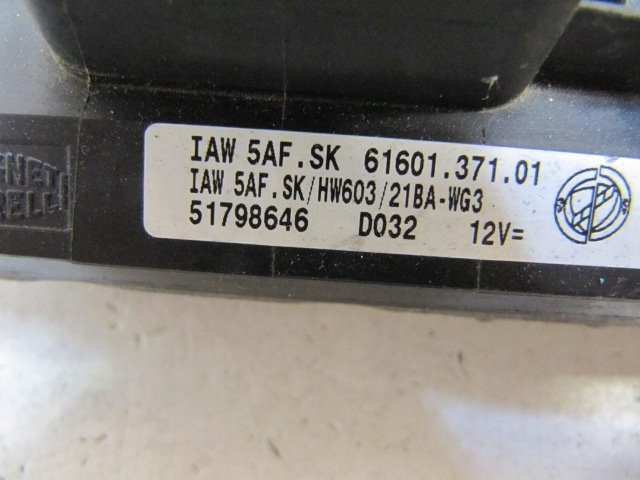 IAW 5AF.SK 61601.371.01
IAW 5AF.SK/HW603/21BA-WG3
51798646 D032 12V=